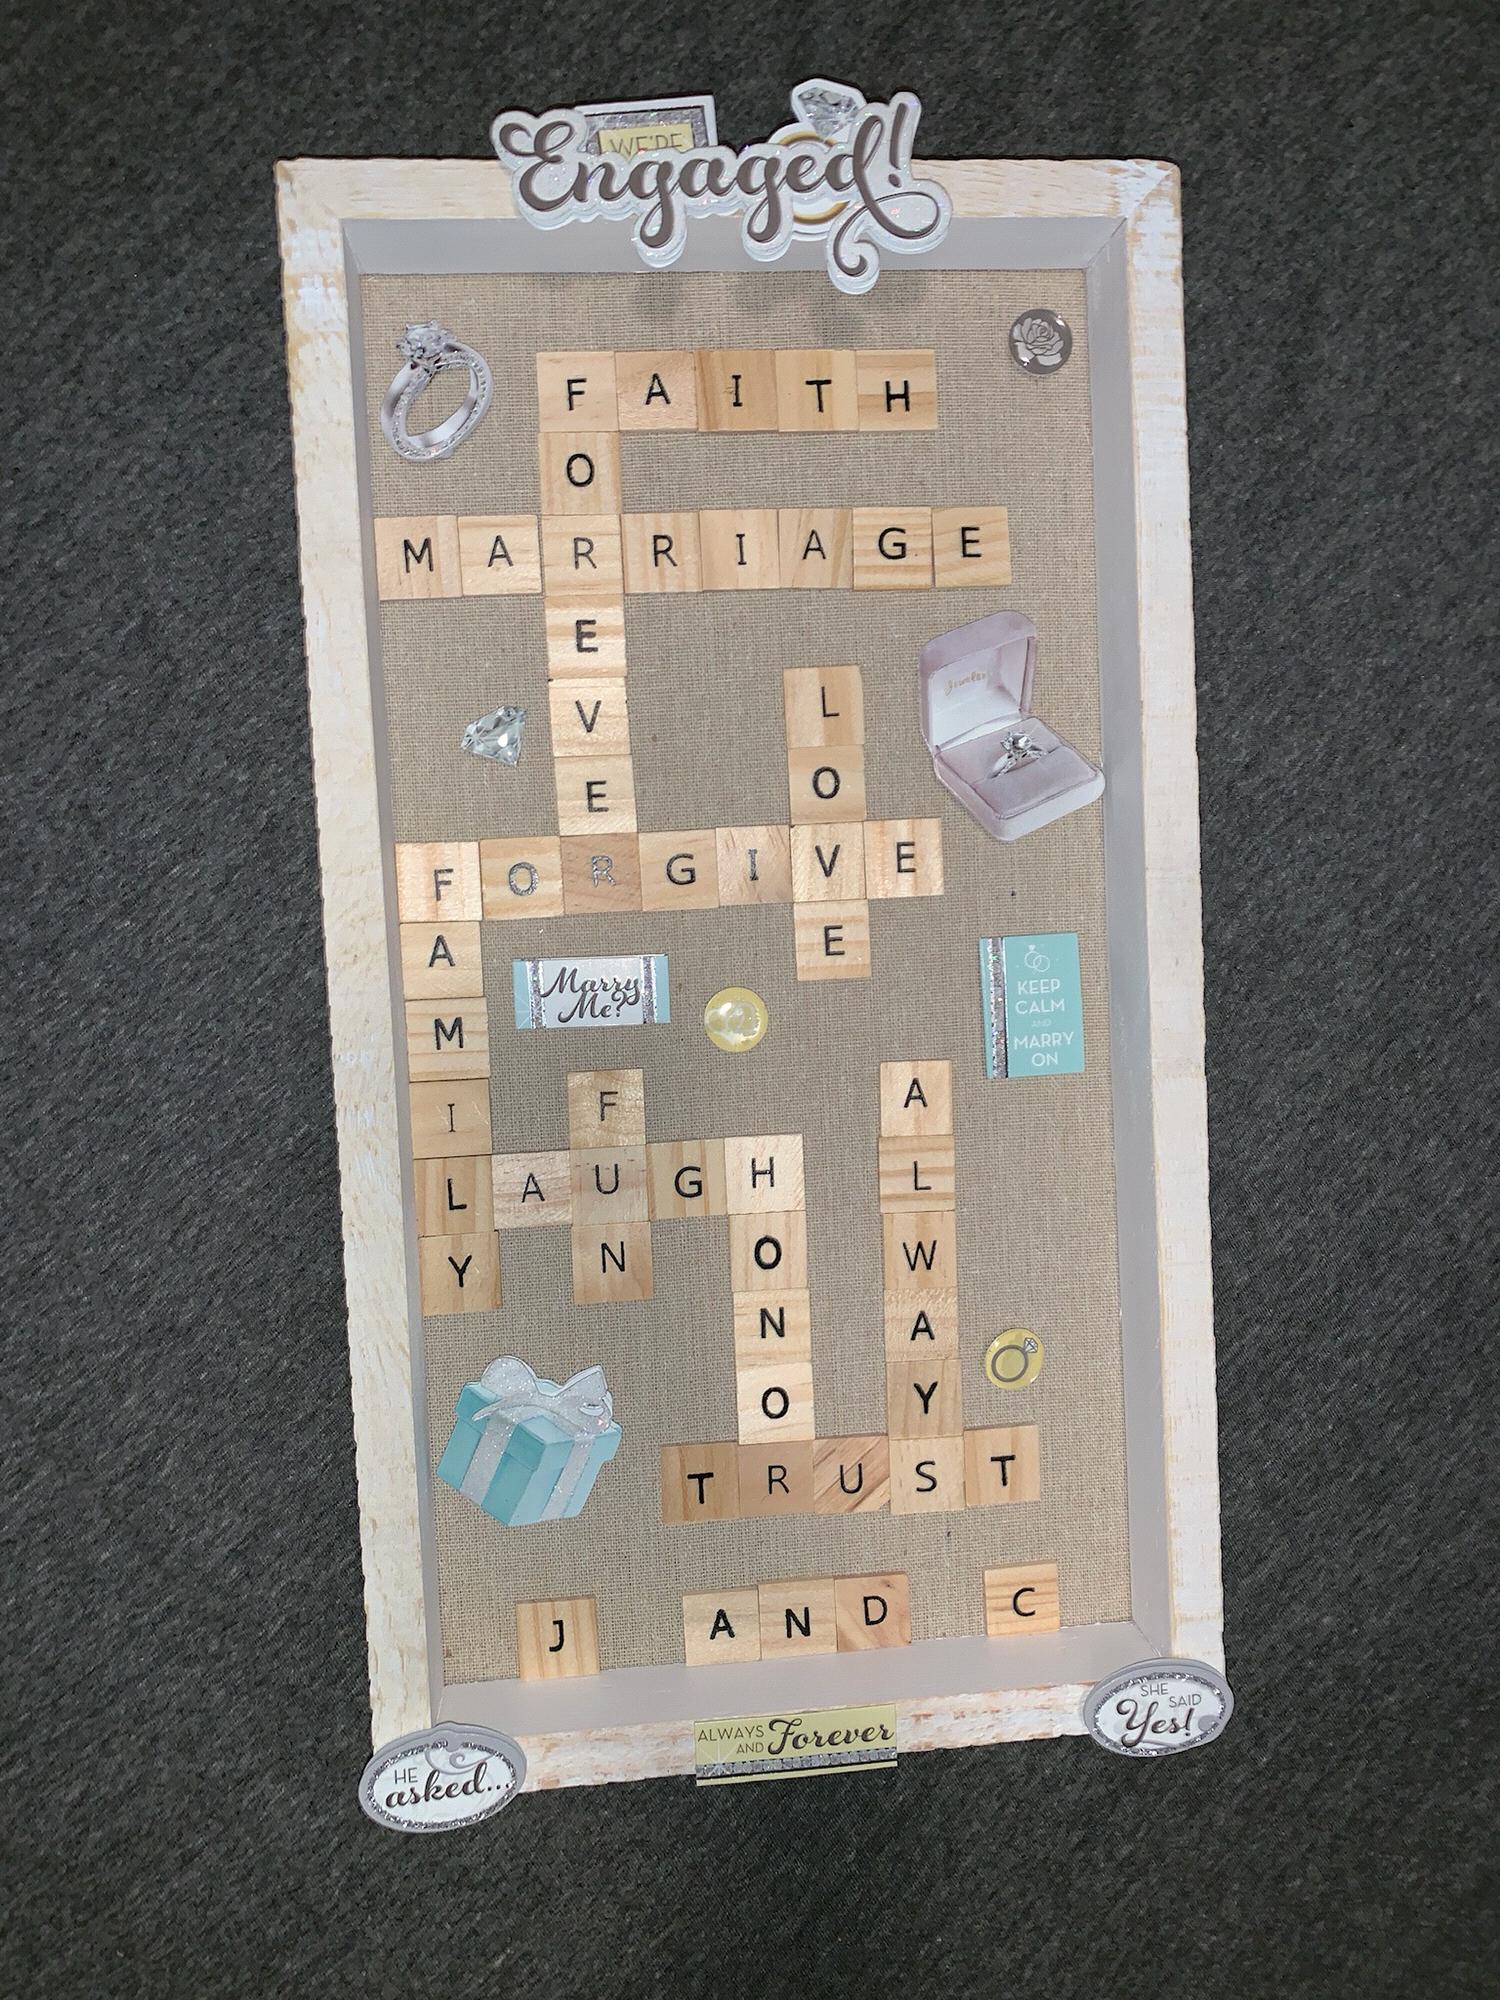 WE'RE
Engaged!
FAITH
FOREVER
MARRIAGE
LOVE
Jeweler
FORGIVE
FAMILY
Marry
Me?
KEEP
CALM
AND
MARRY
ON
FUN
ALWAYS
LAUGH
HONOR
TRUST
J AND C
HE
asked...
ALWAYS
AND Forever
SHE
SAID
Yes!